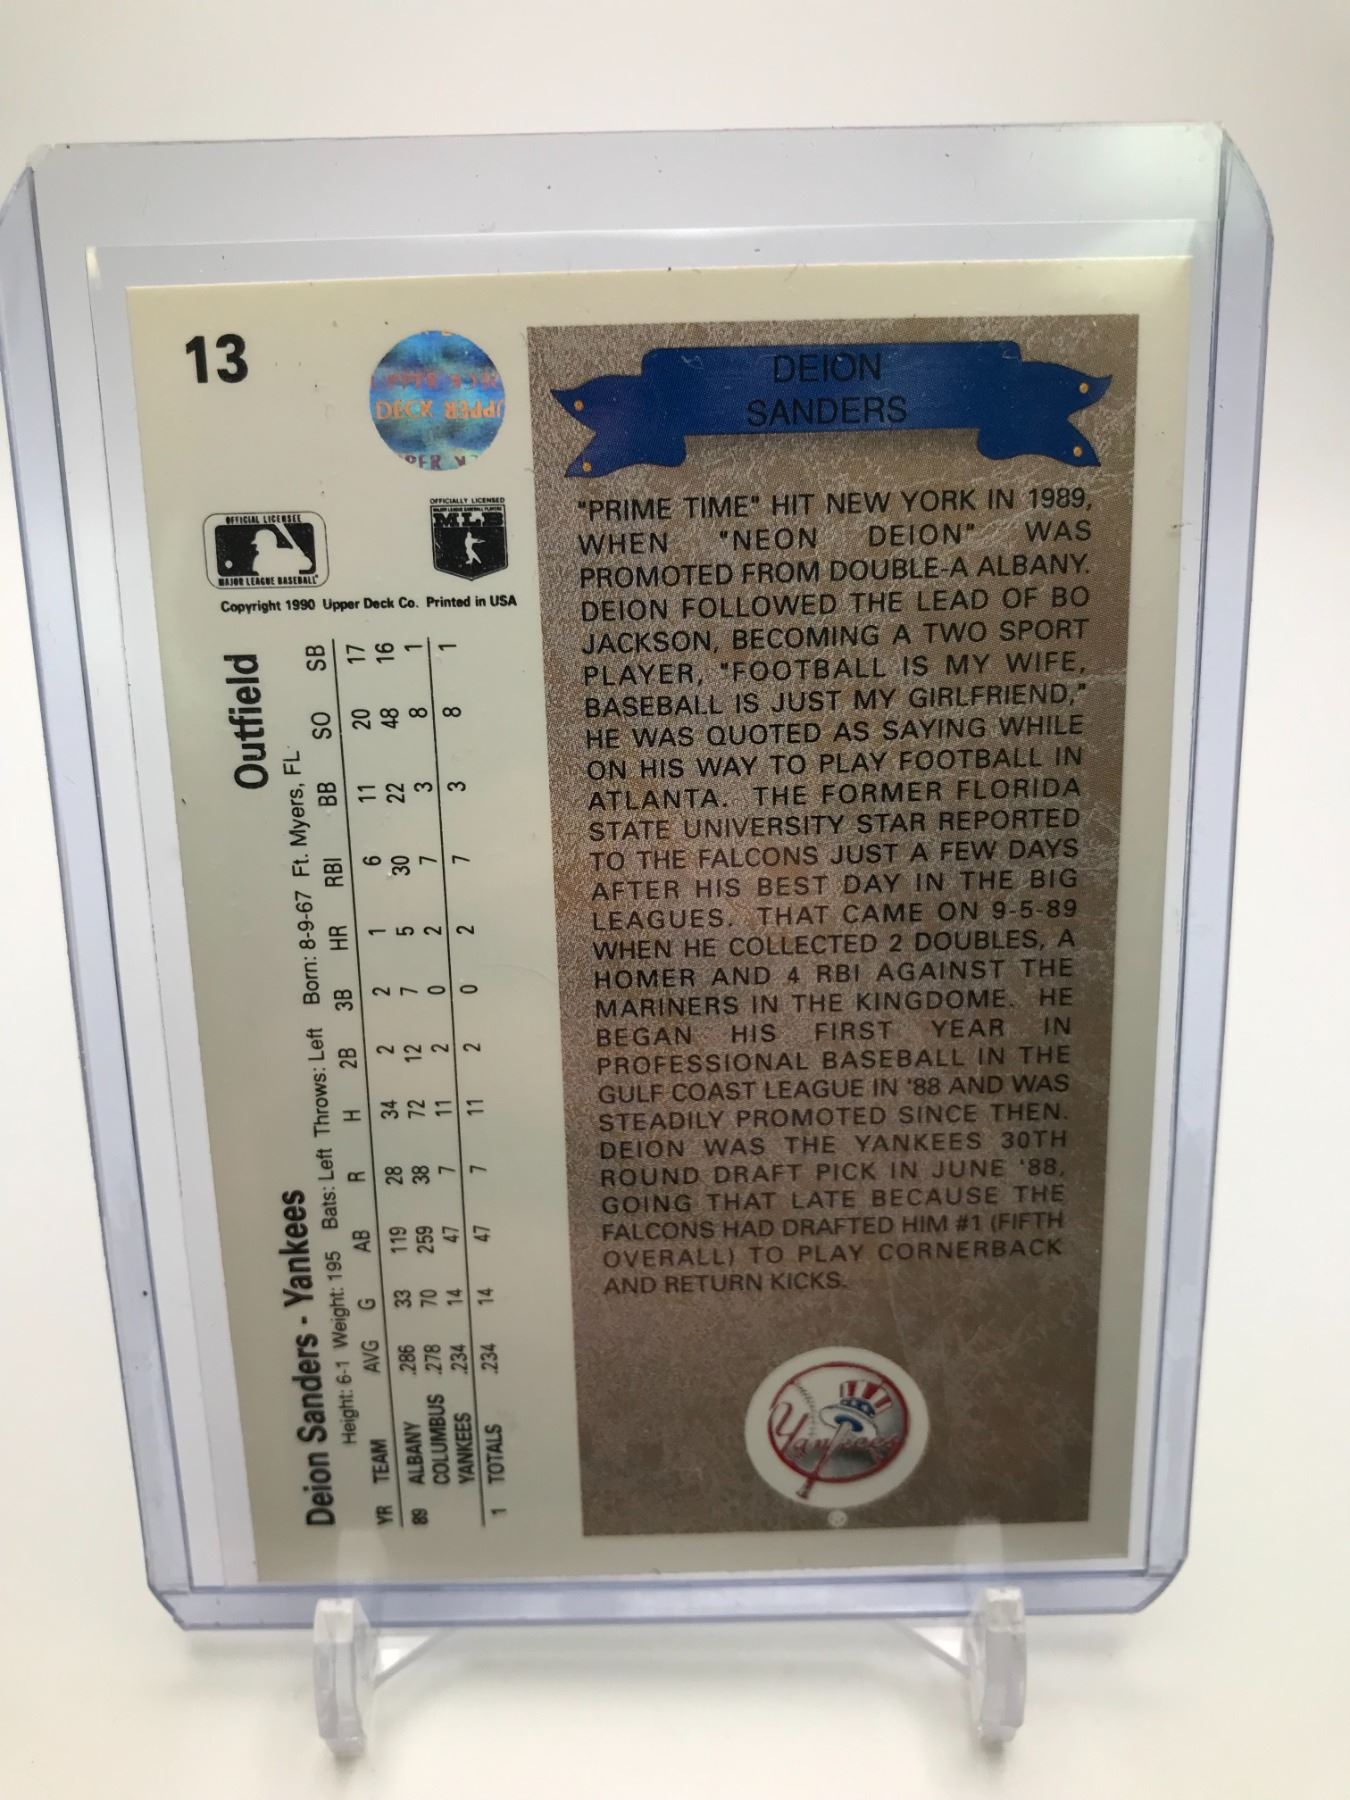 13
UPPER DECK
OFFICIAL LICENSEE
MAJOR LEAGUE BASEBALL
OFFICIALLY LICENSED
MAJOR LEAGUE BASEBALL PLAYERS
MLB
Copyright 1990 Upper Deck Co. Printed in USA
Deion Sanders - Yankees Outfield
Height: 6-1 Weight: 195 Bats: Left Throws: Left Born: 8-9-67 Ft. Myers, FL
YR TEAM AVG G AB R H 2B 3B HR RBI BB SO SB
89 ALBANY .286 33 119 28 34 2 2 1 6 11 20 17
COLUMBUS .278 70 259 38 72 12 7 5 30 22 48 16
YANKEES .234 14 47 7 11 2 0 2 7 3 8 1
1 TOTALS .234 14 47 7 11 2 0 2 7 3 8 1
DEION
SANDERS
"PRIME TIME" HIT NEW YORK IN 1989,
WHEN "NEON DEION" WAS
PROMOTED FROM DOUBLE-A ALBANY.
DEION FOLLOWED THE LEAD OF BO
JACKSON, BECOMING A TWO SPORT
PLAYER, "FOOTBALL IS MY WIFE,
BASEBALL IS JUST MY GIRLFRIEND,"
HE WAS QUOTED AS SAYING WHILE
ON HIS WAY TO PLAY FOOTBALL IN
ATLANTA. THE FORMER FLORIDA
STATE UNIVERSITY STAR REPORTED
TO THE FALCONS JUST A FEW DAYS
AFTER HIS BEST DAY IN THE BIG
LEAGUES. THAT CAME ON 9-5-89
WHEN HE COLLECTED 2 DOUBLES, A
HOMER AND 4 RBI AGAINST THE
MARINERS IN THE KINGDOME. HE
BEGAN HIS FIRST YEAR IN
PROFESSIONAL BASEBALL IN THE
GULF COAST LEAGUE IN '88 AND WAS
STEADILY PROMOTED SINCE THEN.
DEION WAS THE YANKEES 30TH
ROUND DRAFT PICK IN JUNE '88,
GOING THAT LATE BECAUSE THE
FALCONS HAD DRAFTED HIM #1 (FIFTH
OVERALL) TO PLAY CORNERBACK
AND RETURN KICKS.
Yankees